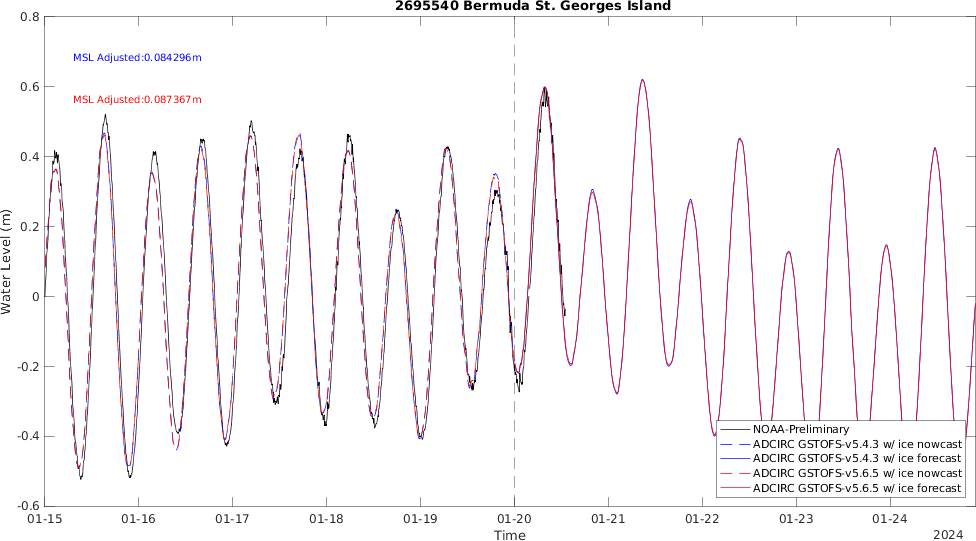 2695540 Bermuda St. Georges Island
MSL Adjusted:0.084296m
MSL Adjusted:0.087367m
Water Level (m)
0.8
0.6
0.4
0.2
0
-0.2
-0.4
-0.6
NOAA-Preliminary
ADCIRC GSTOFS-v5.4.3 w/ ice nowcast
ADCIRC GSTOFS-v5.4.3 w/ ice forecast
ADCIRC GSTOFS-v5.6.5 w/ ice nowcast
ADCIRC GSTOFS-v5.6.5 w/ ice forecast
01-15 01-16 01-17 01-18 01-19 01-20 01-21 01-22 01-23 01-24
Time
2024